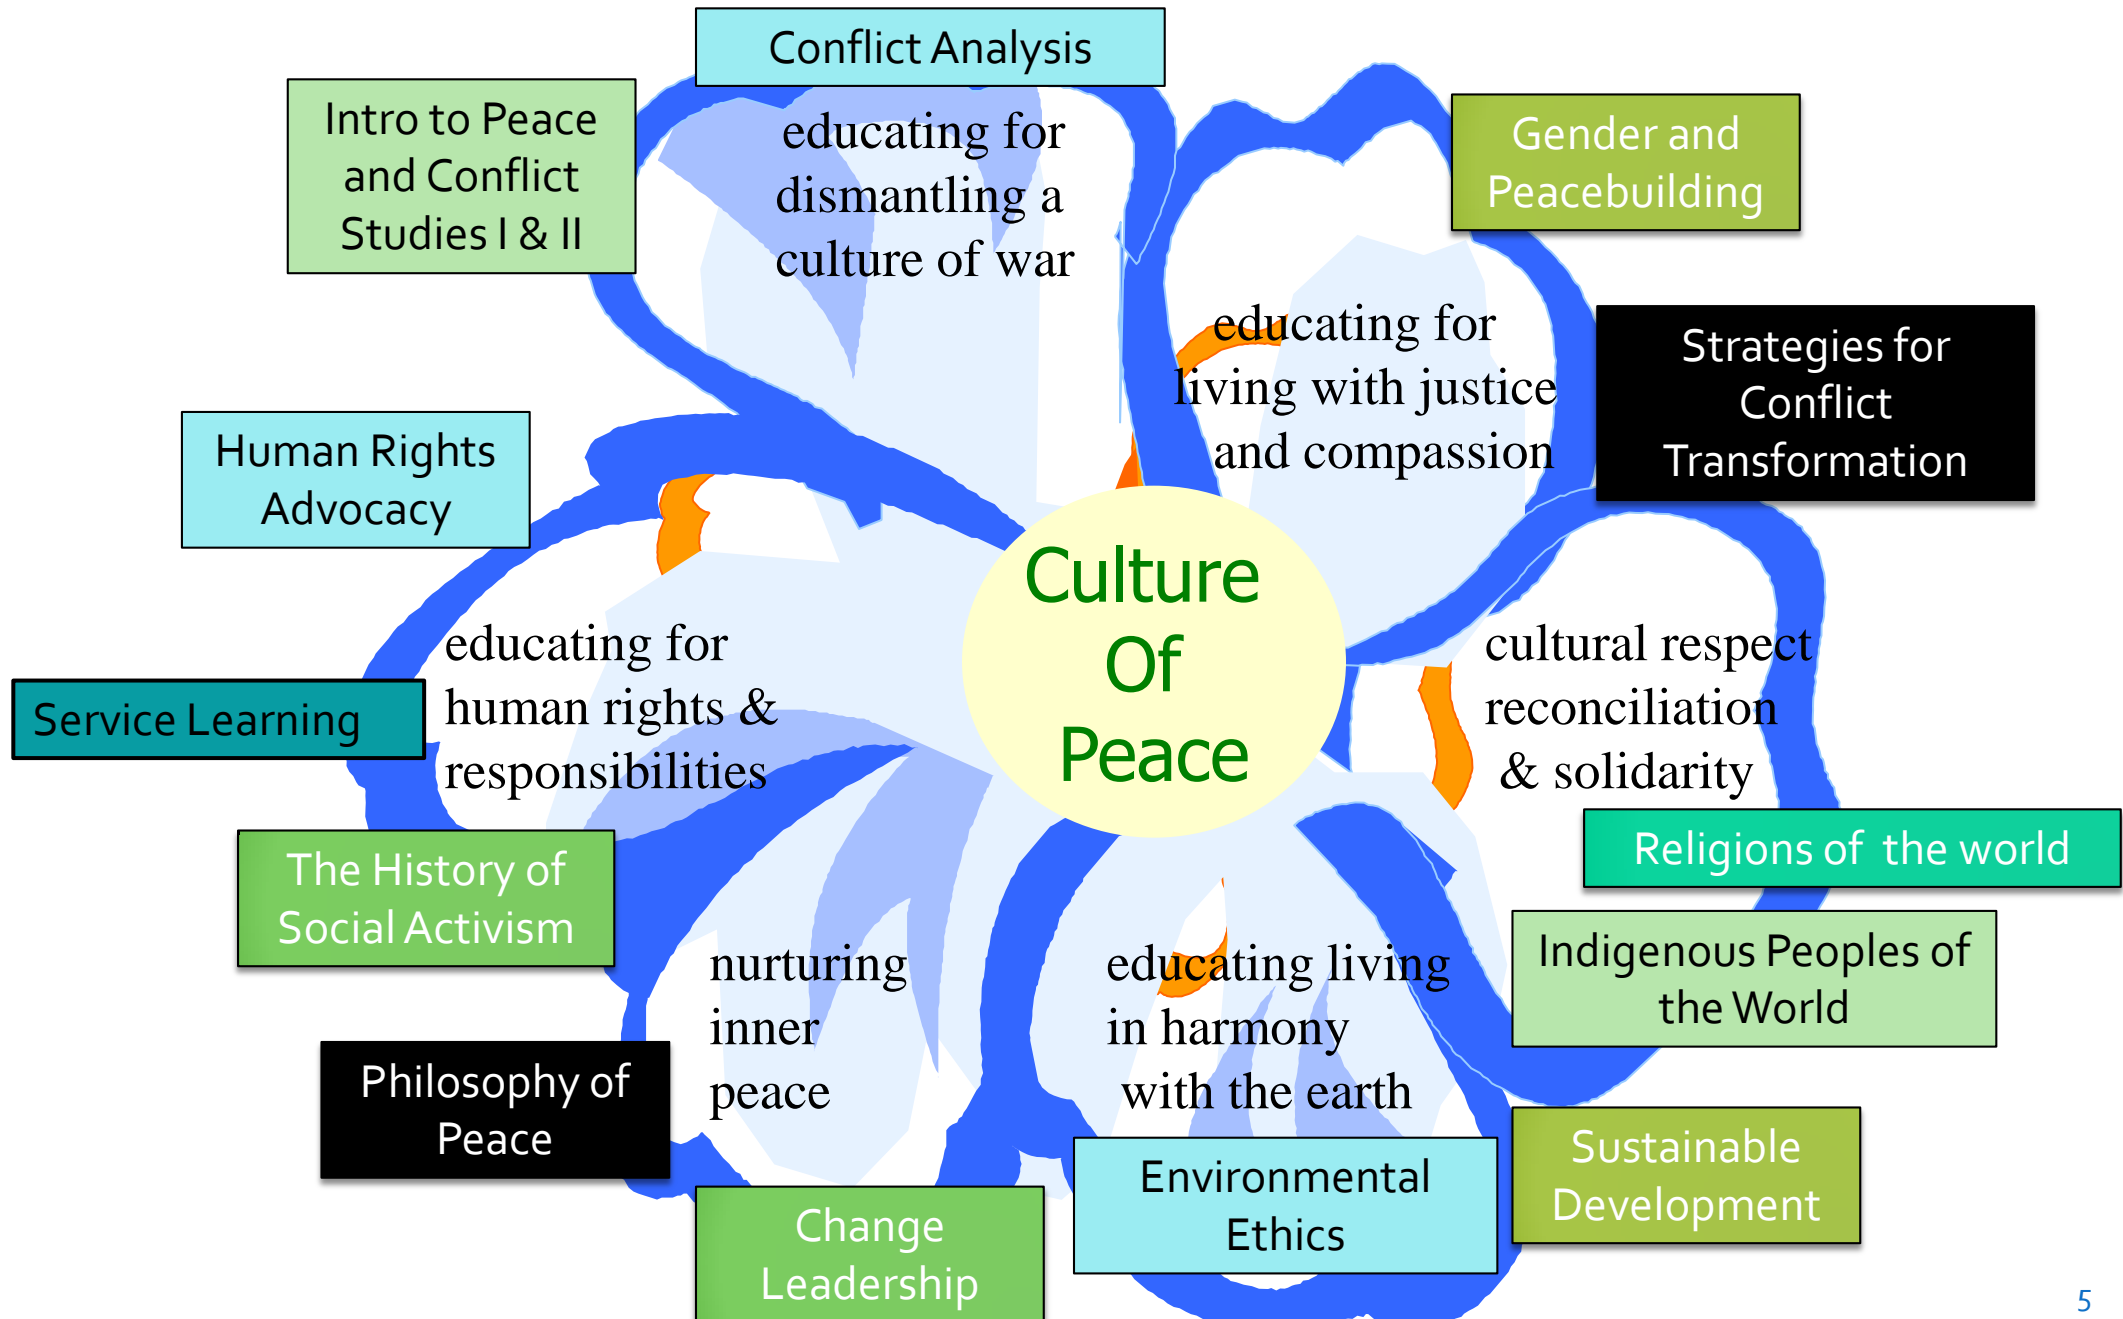 Conflict Analysis
Intro to Peace
and Conflict
Studies I & II
educating for
dismantling a
culture of war
Gender and
Peacebuilding
educating for
living with justice
and compassion
Strategies for
Conflict
Transformation
Human Rights
Advocacy
Culture
Of
Peace
educating for
human rights &
responsibilities
cultural respect
reconciliation
& solidarity
Service Learning
Religions of the world
The History of
Social Activism
Indigenous Peoples of
the World
nurturing
inner
peace
educating living
in harmony
with the earth
Philosophy of
Peace
Sustainable
Development
Environmental
Ethics
Change
Leadership
5